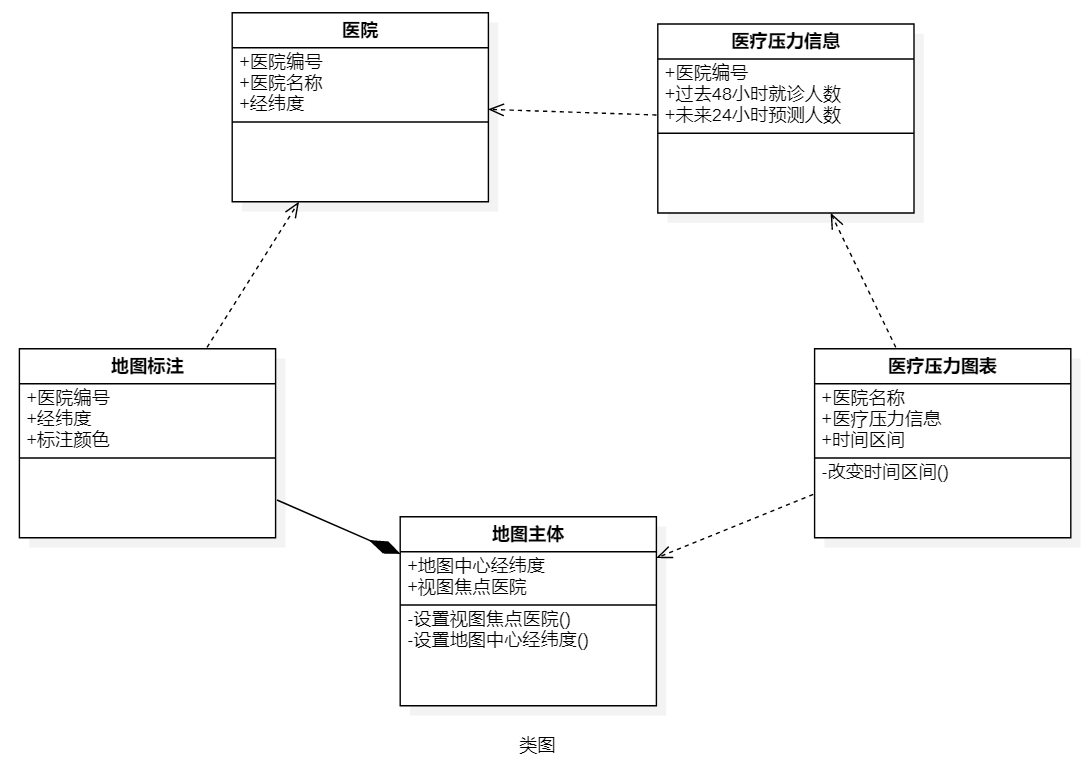 医院
+医院编号
+医院名称
+经纬度
医疗压力信息
+医院编号
+过去48小时就诊人数
+未来24小时预测人数
地图标注
+医院编号
+经纬度
+标注颜色
医疗压力图表
+医院名称
+医疗压力信息
+时间区间
-改变时间区间()
地图主体
+地图中心经纬度
+视图焦点医院
-设置视图焦点医院()
-设置地图中心经纬度()
类图